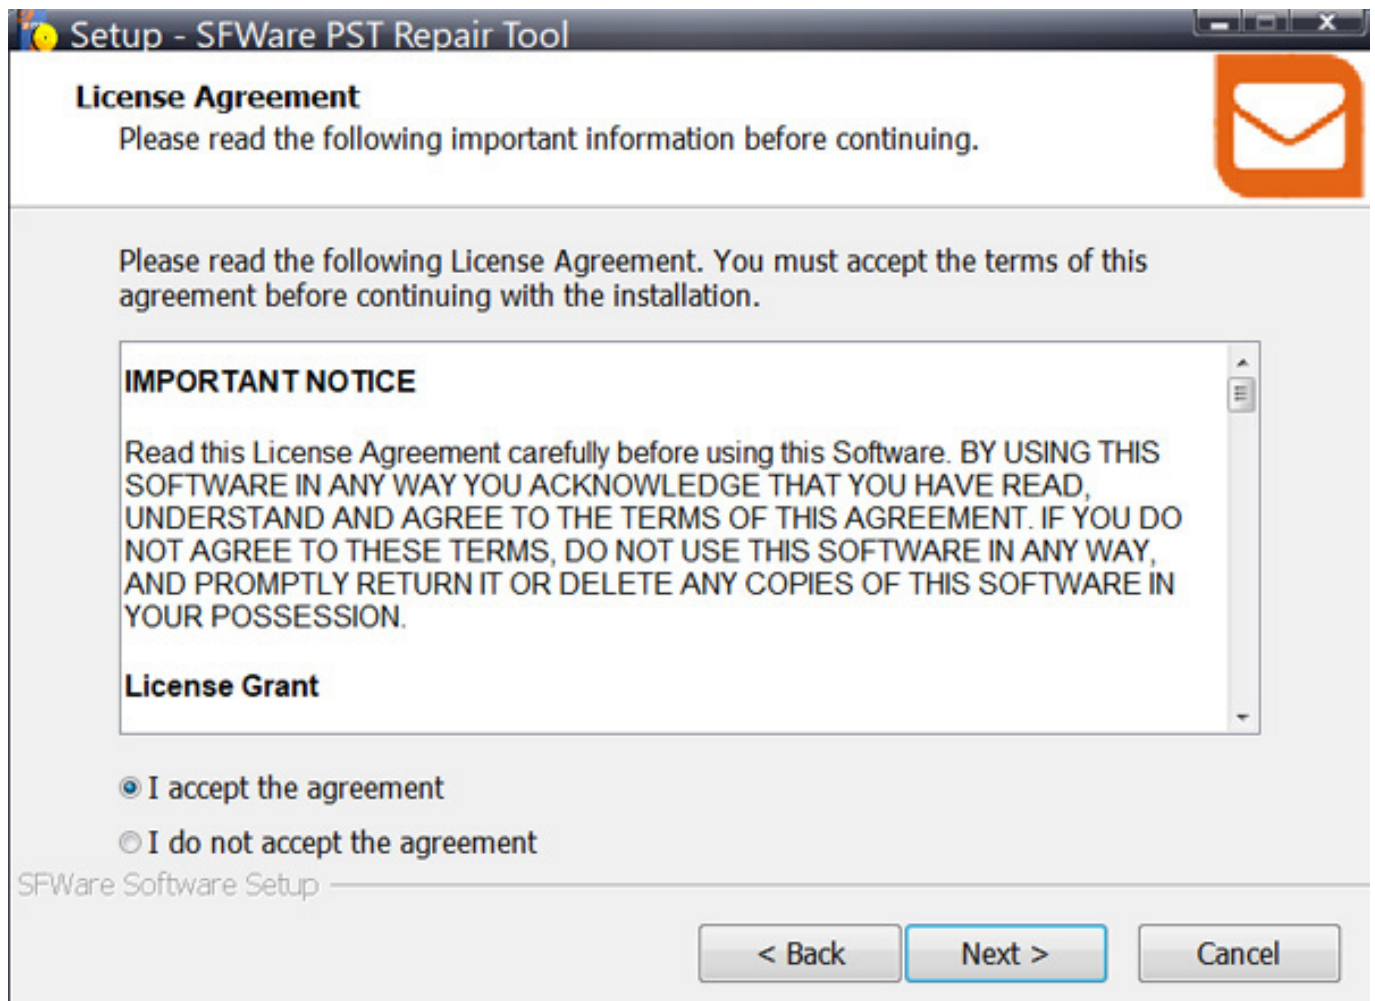 Setup - SFWare PST Repair Tool
License Agreement
Please read the following important information before continuing.
Please read the following License Agreement. You must accept the terms of this
agreement before continuing with the installation.
IMPORTANT NOTICE
Read this License Agreement carefully before using this Software. BY USING THIS
SOFTWARE IN ANY WAY YOU ACKNOWLEDGE THAT YOU HAVE READ,
UNDERSTAND AND AGREE TO THE TERMS OF THIS AGREEMENT. IF YOU DO
NOT AGREE TO THESE TERMS, DO NOT USE THIS SOFTWARE IN ANY WAY,
AND PROMPTLY RETURN IT OR DELETE ANY COPIES OF THIS SOFTWARE IN
YOUR POSSESSION.
License Grant
I accept the agreement
I do not accept the agreement
SFWare Software Setup
< Back Next > Cancel